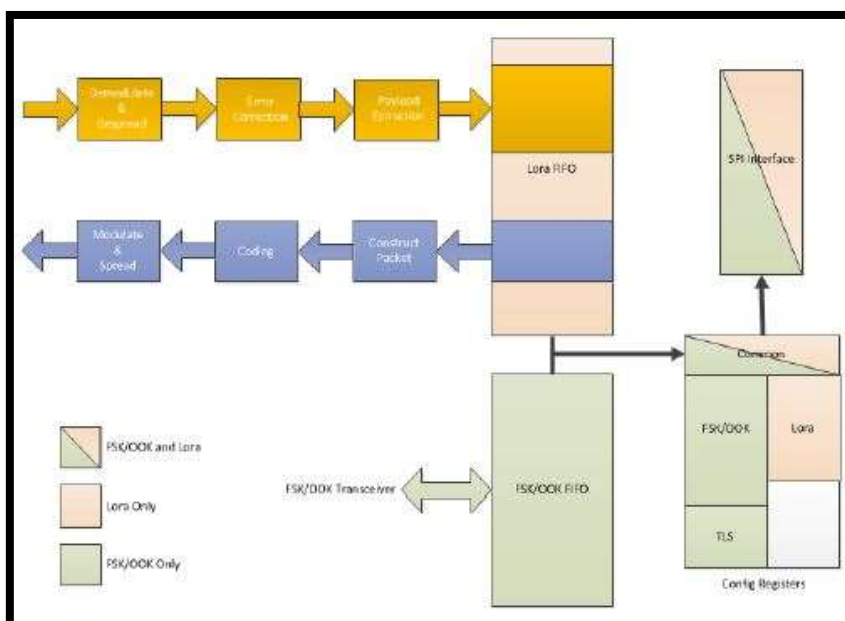 Demodulate
&
Despread
Error
Correction
Payload
Extraction
Lora FIFO
SPI Interface
Modulate
&
Spread
Coding
Construct
Packet
Common
FSK/OOK
Lora
FSK/OOK and Lora
FSK/OOK Transceiver
FSK/OOK FIFO
Lora Only
TLS
FSK/OOK Only
Config Registers